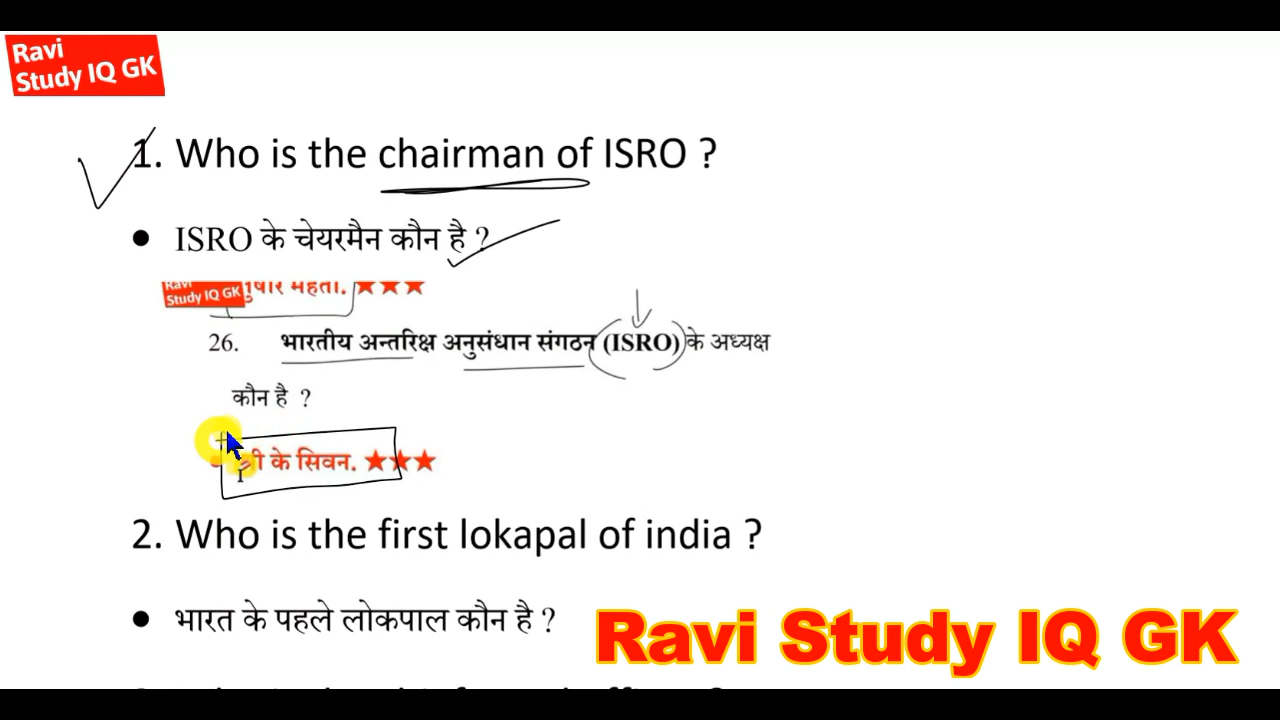 Ravi
Study IQ GK
1. Who is the chairman of ISRO ?
● ISRO के चेयरमैन कौन है ?
Ravi
Study IQ GK
★★★
26. भारतीय अन्तरिक्ष अनुसंधान संगठन (ISRO) के अध्यक्ष
कौन है ?
के सिवन. ★★★
2. Who is the first lokapal of india ?
● भारत के पहले लोकपाल कौन है ?
Ravi Study IQ GK